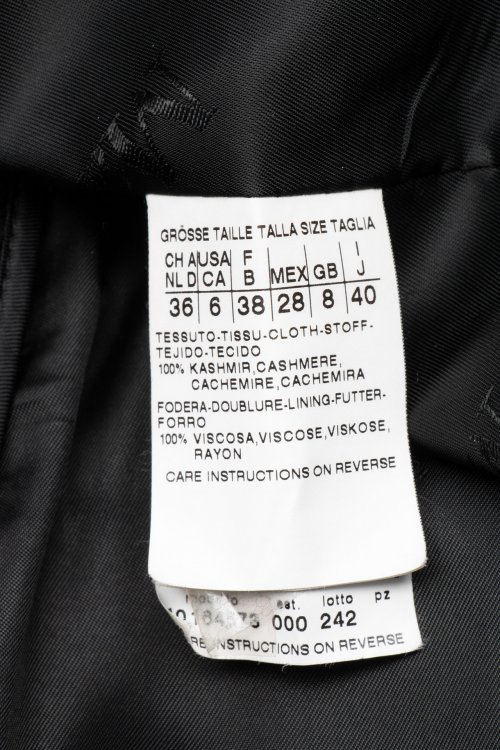 GRÖSSE TAILLE TALLA SIZE TAGLIA
CH A USA F I
NL D CA B MEX GB J
36 6 38 28 8 40
TESSUTO-TISSU-CLOTH-STOFF-
TEJIDO-TECIDO
100% KASHMIR,CASHMERE,
CACHEMIRE,CACHEMIRA
FODERA-DOUBLURE-LINING-FUTTER-
FORRO
100% VISCOSA,VISCOSE,VISKOSE,
RAYON
CARE INSTRUCTIONS ON REVERSE
lotto pz
000 242
INSTRUCTIONS ON REVERSE